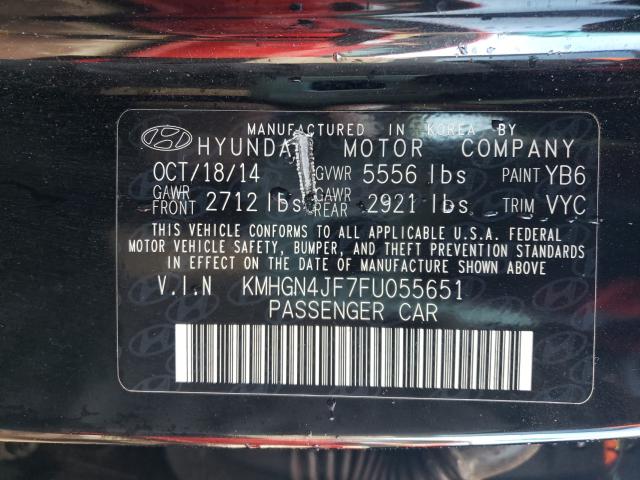 MANUFACTURED IN KOREA BY
HYUNDAI MOTOR COMPANY
OCT/18/14 GVWR 5556 lbs PAINT YB6
GAWR FRONT 2712 lbs GAWR REAR 2921 lbs TRIM VYC
THIS VEHICLE CONFORMS TO ALL APPLICABLE U.S.A. FEDERAL
MOTOR VEHICLE SAFETY, BUMPER, AND THEFT PREVENTION STANDARDS
IN EFFECT ON THE DATE OF MANUFACTURE SHOWN ABOVE
V.I.N KMHGN4JF7FU055651
PASSENGER CAR